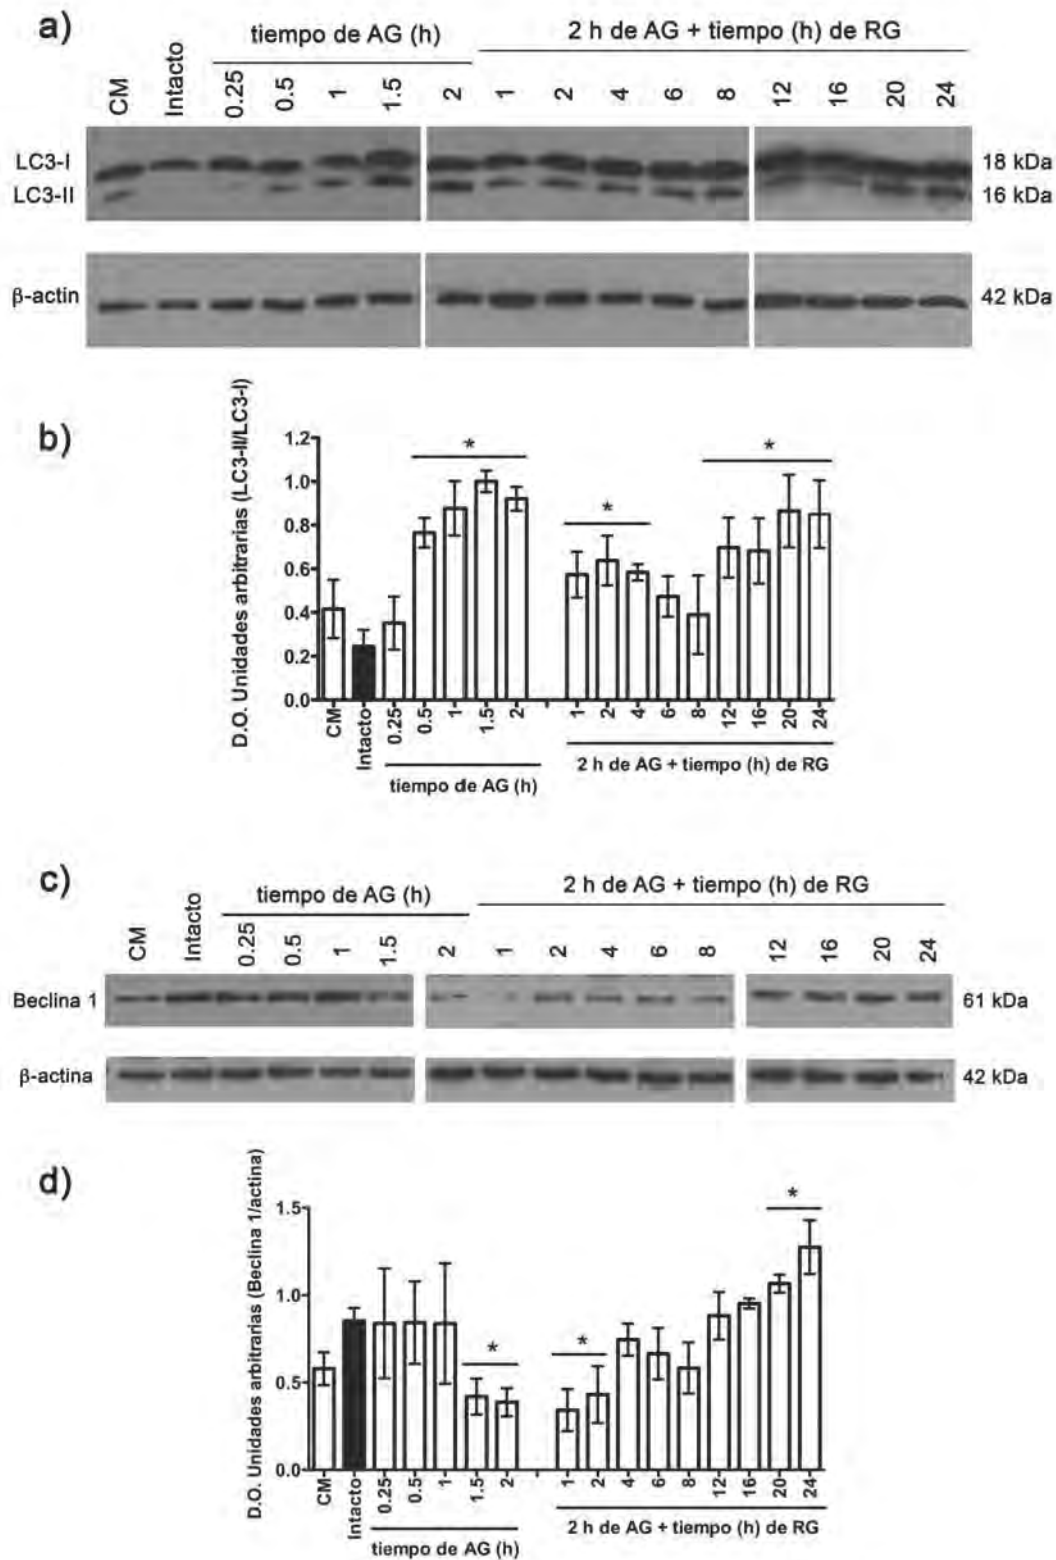 a)
tiempo de AG (h)
2 h de AG + tiempo (h) de RG
CM Intacto 0.25 0.5 1 1.5 2 1 2 4 6 8 12 16 20 24
LC3-I 18 kDa
LC3-II 16 kDa
β-actin 42 kDa
b)
D.O. Unidades arbitrarias (LC3-II/LC3-I)
1.2
1.0
0.8
0.6
0.4
0.2
0.0
* * *
CM Intacto 0.25 0.5 1 1.5 2 1 2 4 6 8 12 16 20 24
tiempo de AG (h)
2 h de AG + tiempo (h) de RG
c)
tiempo de AG (h)
2 h de AG + tiempo (h) de RG
CM Intacto 0.25 0.5 1 1.5 2 1 2 4 6 8 12 16 20 24
Beclina 1 61 kDa
β-actina 42 kDa
d)
D.O. Unidades arbitrarias (Beclina 1/actina)
1.5
1.0
0.5
0.0
* * *
CM Intacto 0.25 0.5 1 1.5 2 1 2 4 6 8 12 16 20 24
tiempo de AG (h)
2 h de AG + tiempo (h) de RG